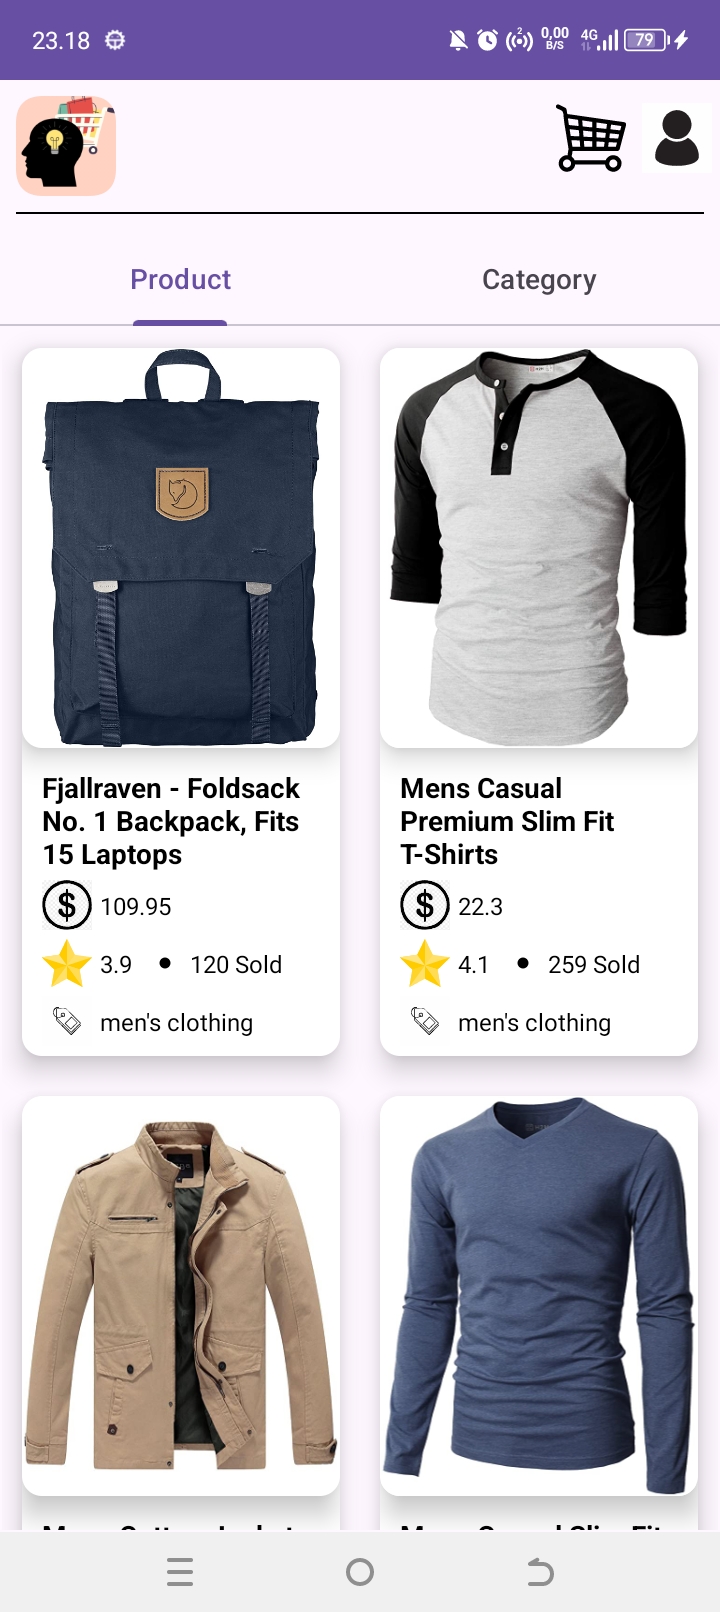 23.18
2 0,00 B/S 4G 79
Product Category
Fjallraven - Foldsack
No. 1 Backpack, Fits
15 Laptops
$ 109.95
3.9 • 120 Sold
men's clothing
Mens Casual
Premium Slim Fit
T-Shirts
$ 22.3
4.1 • 259 Sold
men's clothing